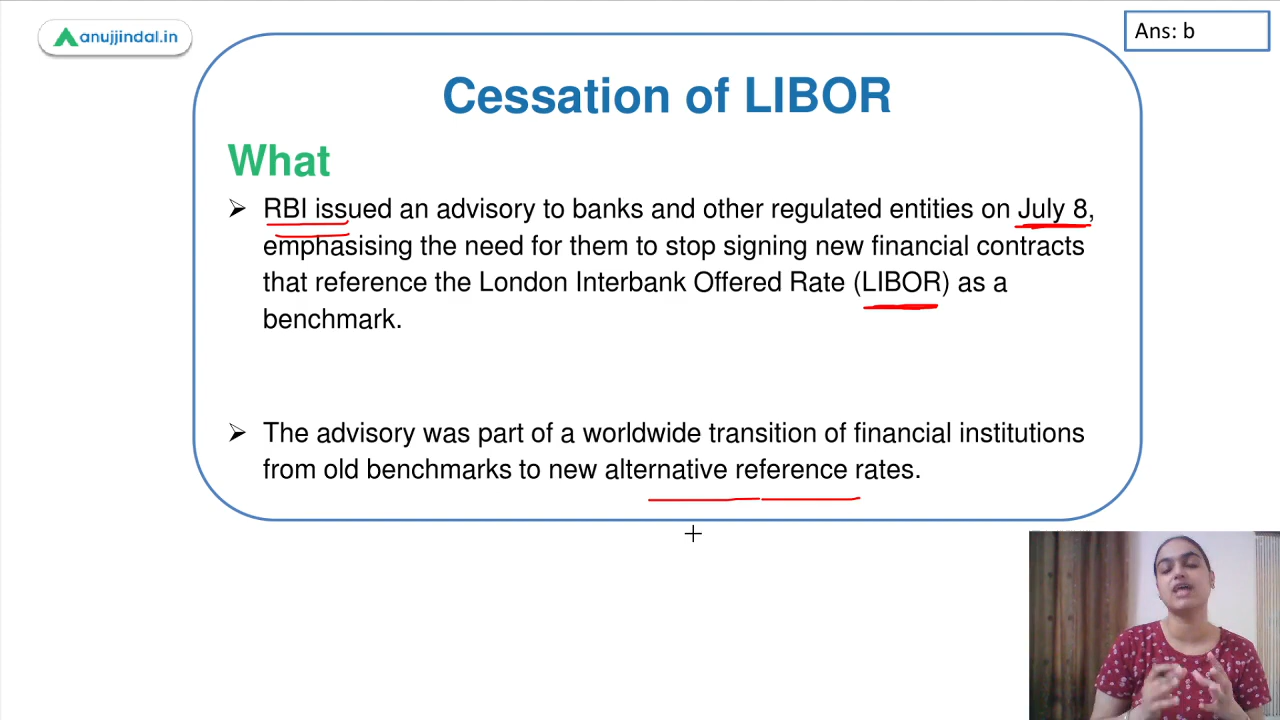 anujjindal.in
Ans: b
Cessation of LIBOR
What
➢ RBI issued an advisory to banks and other regulated entities on July 8,
emphasising the need for them to stop signing new financial contracts
that reference the London Interbank Offered Rate (LIBOR) as a
benchmark.
➢ The advisory was part of a worldwide transition of financial institutions
from old benchmarks to new alternative reference rates.